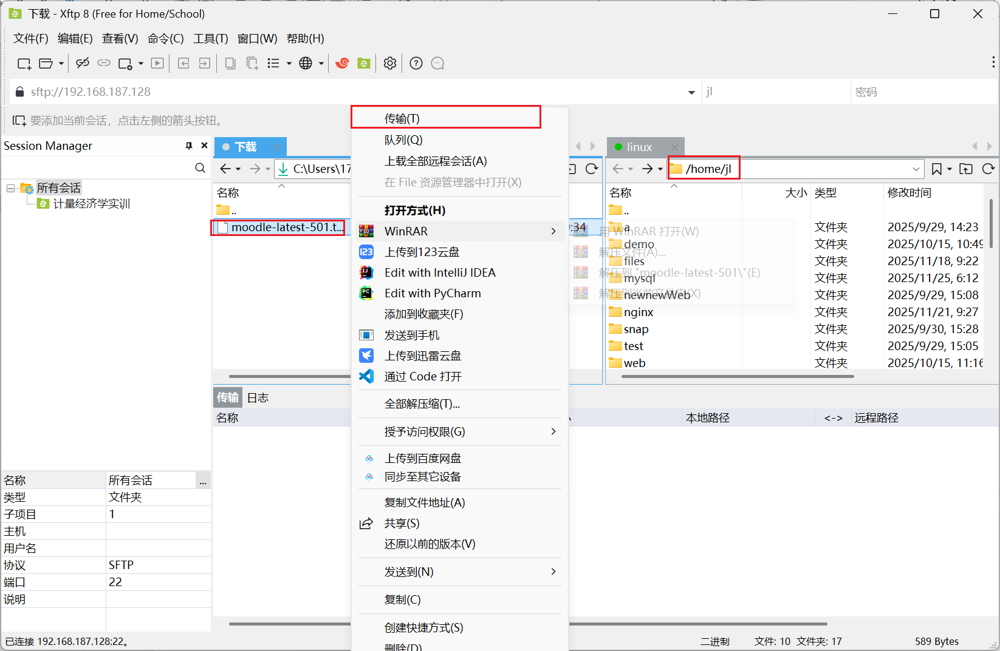 下载 - Xftp 8 (Free for Home/School)
文件(F) 编辑(E) 查看(V) 命令(C) 工具(T) 窗口(W) 帮助(H)
sftp://192.168.187.128
jl
密码
要添加当前会话，点击左侧的箭头按钮。
Session Manager
所有会话
计量经济学实训
名称 所有会话 ...
类型 文件夹
子项目 1
主机
用户名
协议 SFTP
端口 22
说明
下载
C:\Users\17
名称
..
moodle-latest-501.t...
:34
传输(T)
队列(Q)
上载全部远程会话(A)
在 File 资源管理器中打开(X)
打开方式(H)
WinRAR
上传到123云盘
Edit with IntelliJ IDEA
Edit with PyCharm
添加到收藏夹(F)
发送到手机
上传到迅雷云盘
通过 Code 打开
全部解压缩(T)...
授予访问权限(G)
上传到百度网盘
同步至其它设备
复制文件地址(A)
共享(S)
还原以前的版本(V)
发送到(N)
复制(C)
创建快捷方式(S)
删除(D)
用 WinRAR 打开(W)
解压文件(A)...
解压到 "moodle-latest-501\"(E)
解压到当前文件夹(X)
linux
/home/jl
名称 大小 类型 修改时间
..
a 文件夹 2025/9/29, 14:23
demo 文件夹 2025/10/15, 10:49
files 文件夹 2025/11/18, 9:22
mysql 文件夹 2025/11/25, 6:12
newnewWeb 文件夹 2025/9/29, 15:08
nginx 文件夹 2025/11/21, 9:27
snap 文件夹 2025/9/30, 15:28
test 文件夹 2025/9/29, 15:05
web 文件夹 2025/10/15, 11:16
传输 日志
名称 本地路径 <-> 远程路径
已连接 192.168.187.128:22。
二进制 文件: 10 文件夹: 17 589 Bytes